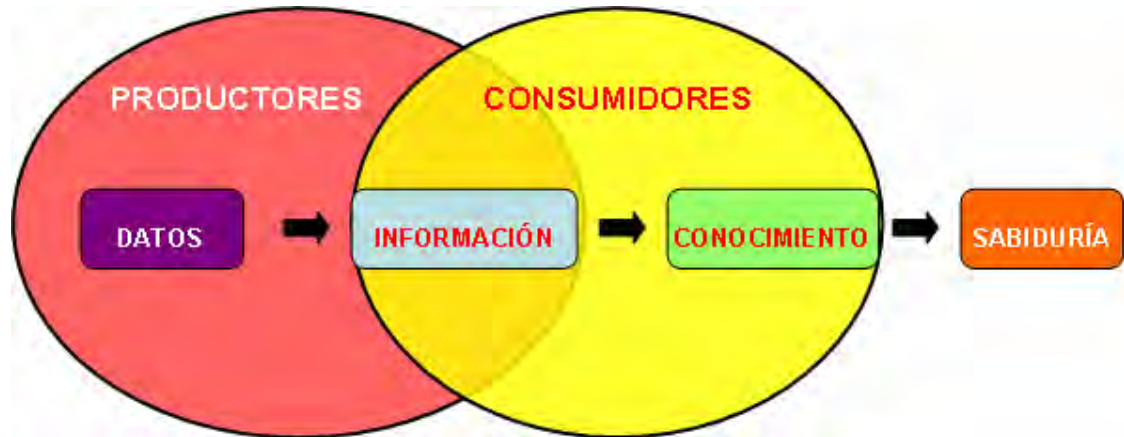 PRODUCTORES
CONSUMIDORES
DATOS
INFORMACIÓN
CONOCIMIENTO
SABIDURÍA